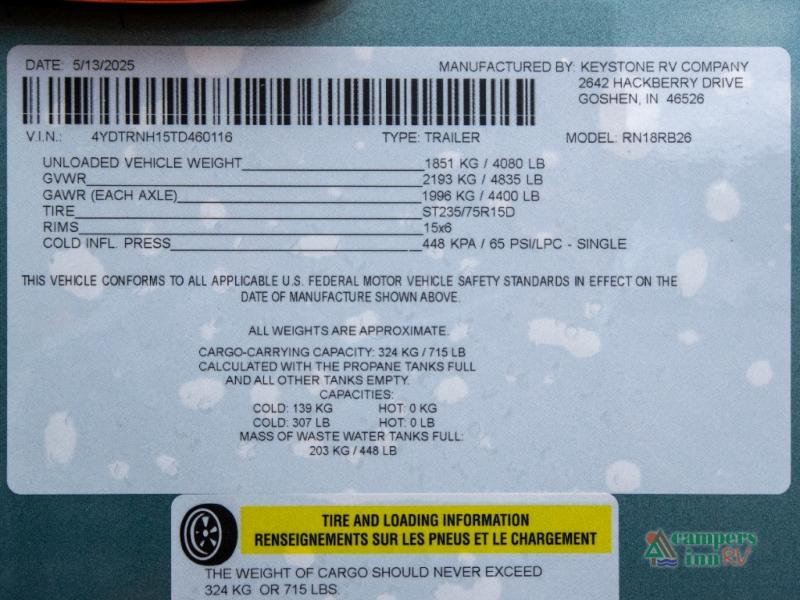 DATE: 5/13/2025
MANUFACTURED BY: KEYSTONE RV COMPANY
2642 HACKBERRY DRIVE
GOSHEN, IN 46526
V.I.N.: 4YDTRNH15TD460116 TYPE: TRAILER MODEL: RN18RB26
UNLOADED VEHICLE WEIGHT 1851 KG / 4080 LB
GVWR 2193 KG / 4835 LB
GAWR (EACH AXLE) 1996 KG / 4400 LB
TIRE ST235/75R15D
RIMS 15x6
COLD INFL. PRESS 448 KPA / 65 PSI/LPC - SINGLE
THIS VEHICLE CONFORMS TO ALL APPLICABLE U.S. FEDERAL MOTOR VEHICLE SAFETY STANDARDS IN EFFECT ON THE
DATE OF MANUFACTURE SHOWN ABOVE.
ALL WEIGHTS ARE APPROXIMATE.
CARGO-CARRYING CAPACITY: 324 KG / 715 LB
CALCULATED WITH THE PROPANE TANKS FULL
AND ALL OTHER TANKS EMPTY.
CAPACITIES:
COLD: 139 KG HOT: 0 KG
COLD: 307 LB HOT: 0 LB
MASS OF WASTE WATER TANKS FULL:
203 KG / 448 LB
TIRE AND LOADING INFORMATION
RENSEIGNEMENTS SUR LES PNEUS ET LE CHARGEMENT
THE WEIGHT OF CARGO SHOULD NEVER EXCEED
324 KG OR 715 LBS.
campers
inn RV